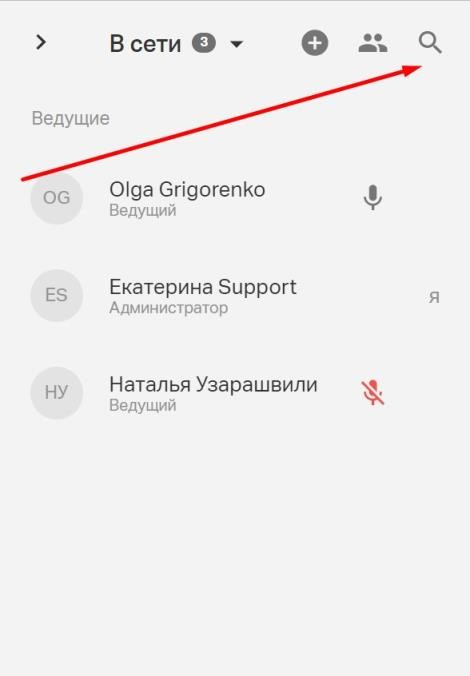 В сети 3
Ведущие
OG
Olga Grigorenko
Ведущий
ES
Екатерина Support
Администратор
я
НУ
Наталья Узарашвили
Ведущий